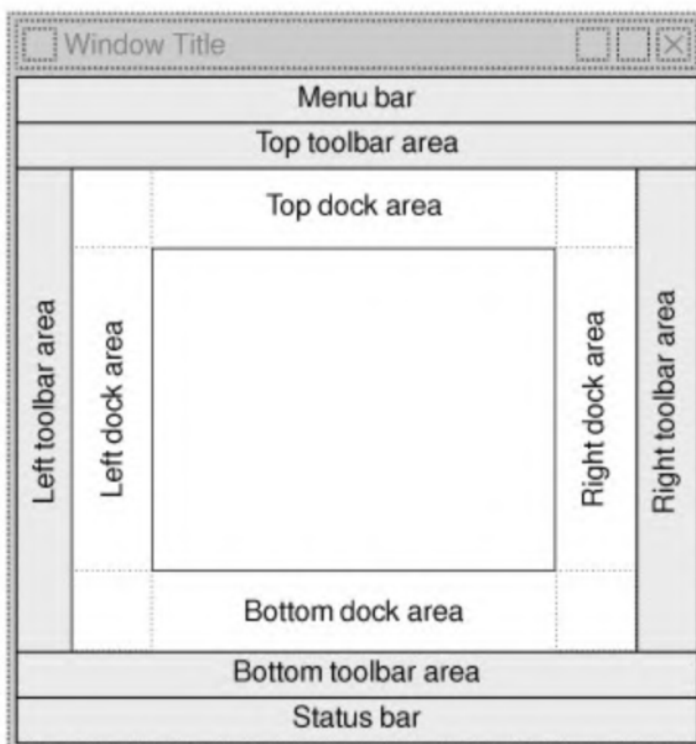 Window Title
Menu bar
Top toolbar area
Top dock area
Left toolbar area
Left dock area
Right dock area
Right toolbar area
Bottom dock area
Bottom toolbar area
Status bar